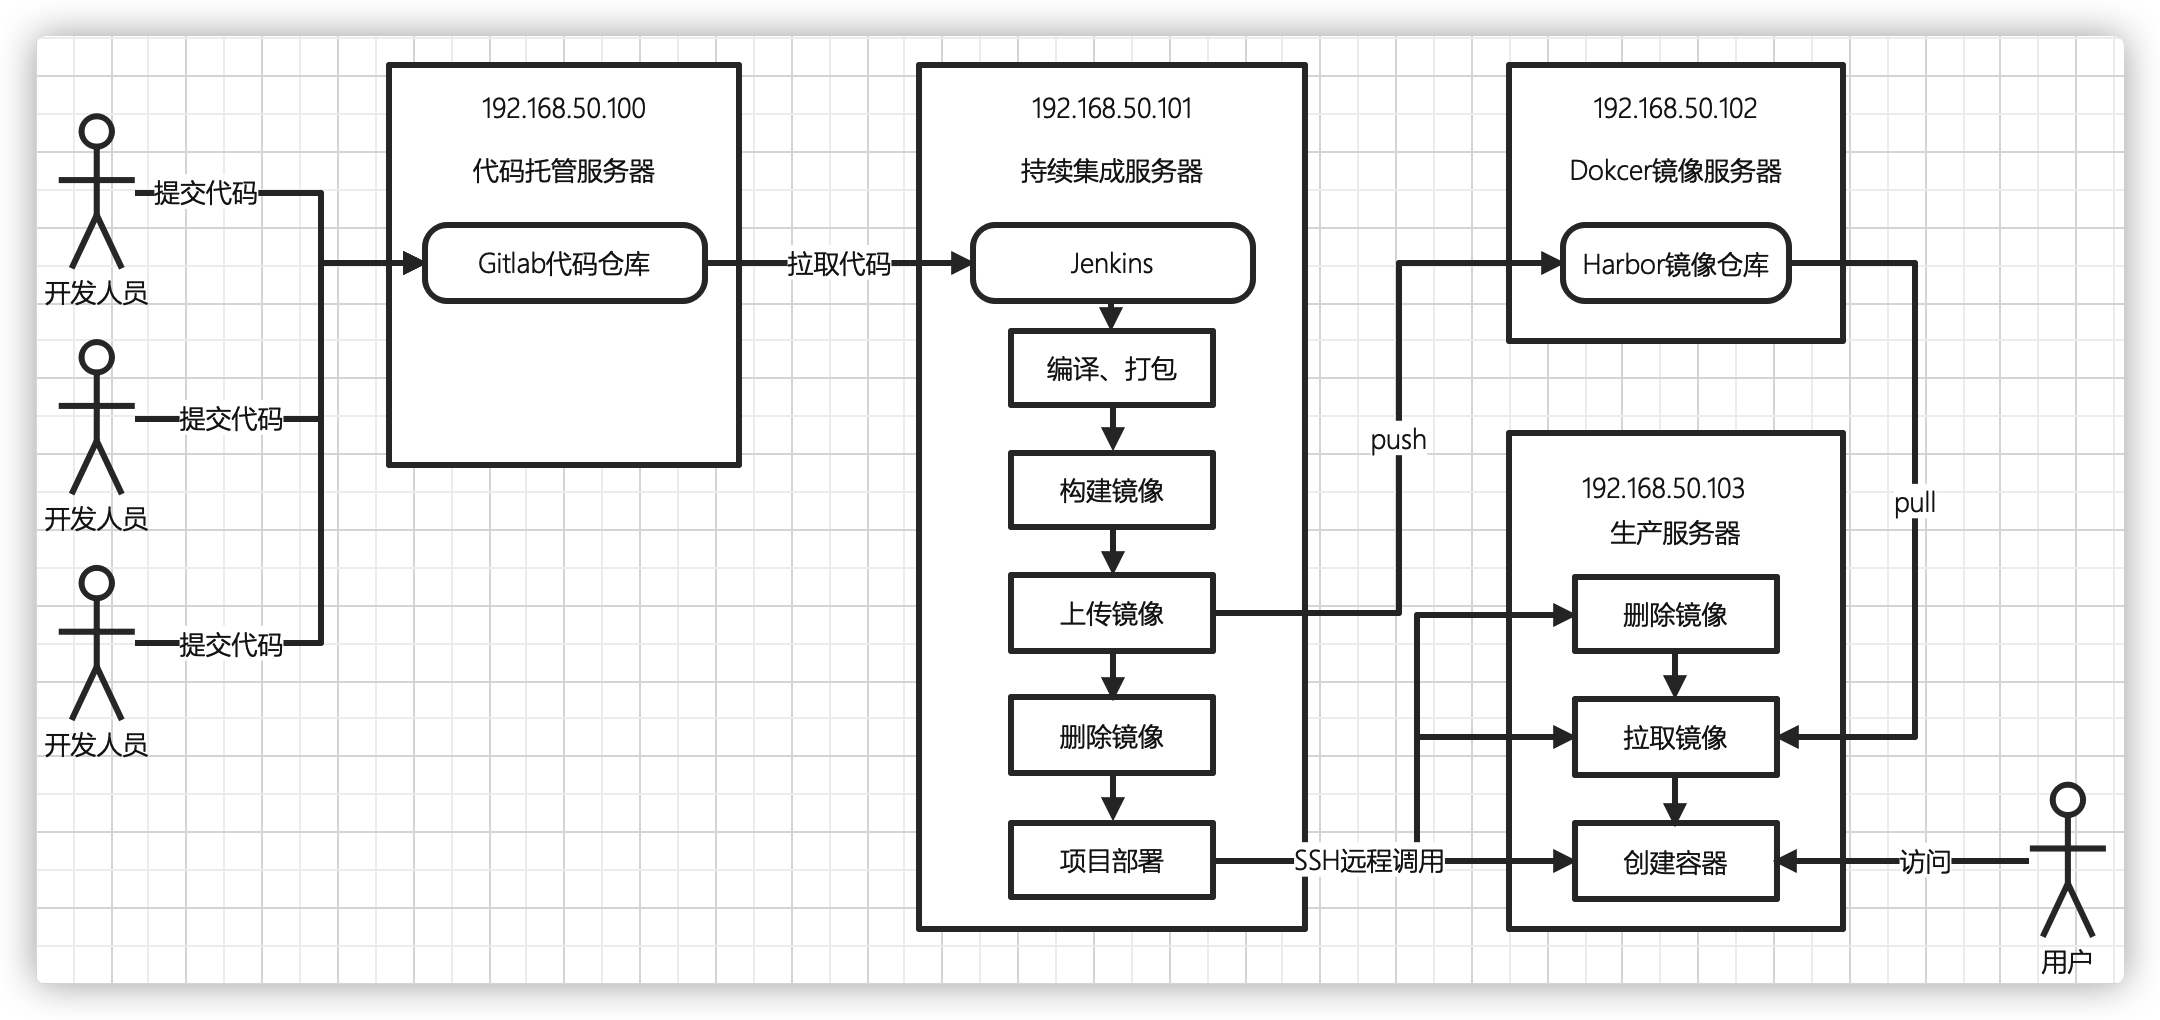 开发人员
提交代码
开发人员
提交代码
开发人员
提交代码
192.168.50.100
代码托管服务器
Gitlab代码仓库
拉取代码
192.168.50.101
持续集成服务器
Jenkins
编译、打包
构建镜像
上传镜像
删除镜像
项目部署
push
SSH远程调用
192.168.50.102
Dokcer镜像服务器
Harbor镜像仓库
pull
192.168.50.103
生产服务器
删除镜像
拉取镜像
创建容器
访问
用户